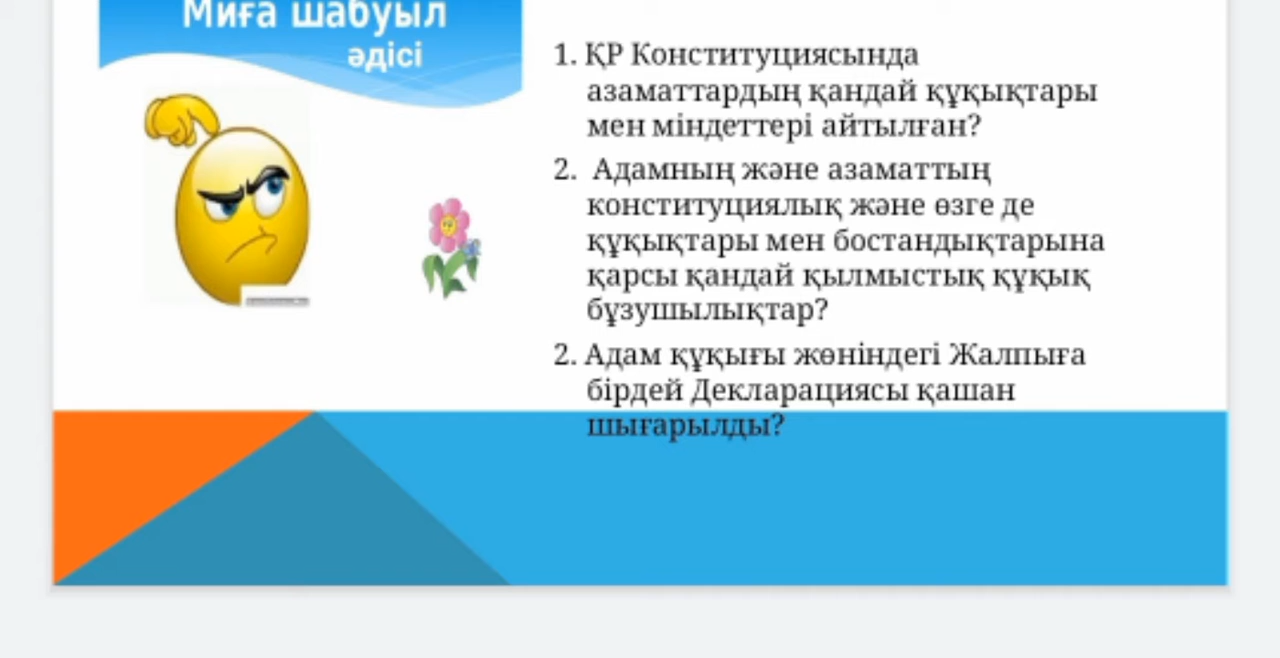 Миға шабуыл
әдісі
1. ҚР Конституциясында
азаматтардың қандай құқықтары
мен міндеттері айтылған?
2. Адамның және азаматтың
конституциялық және өзге де
құқықтары мен бостандықтарына
қарсы қандай қылмыстық құқық
бұзушылықтар?
2. Адам құқығы жөніндегі Жалпыға
бірдей Декларациясы қашан
шығарылды?